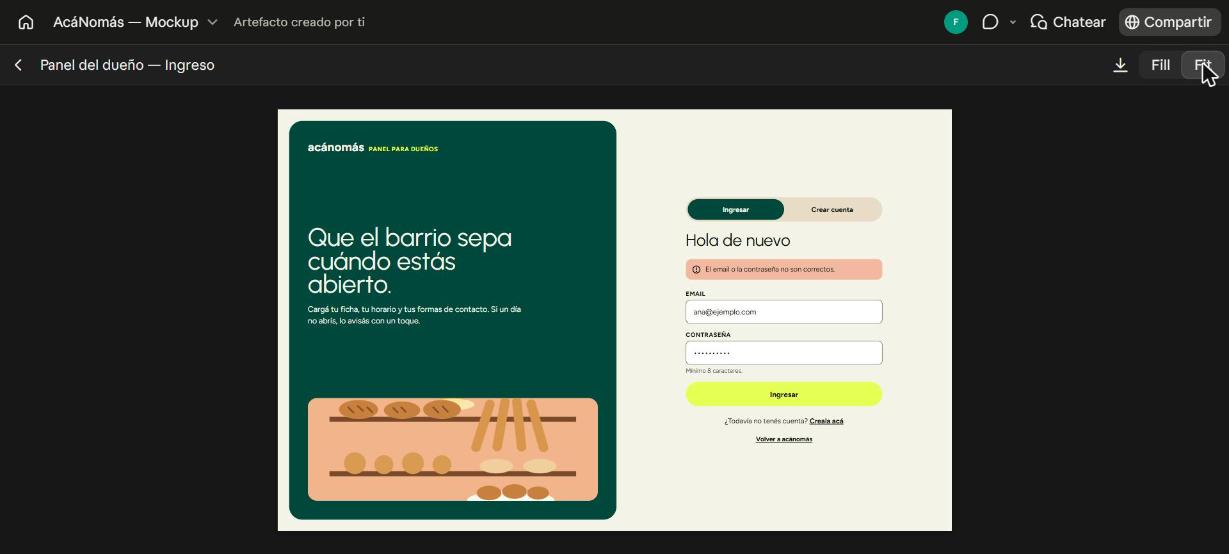 AcáNomás — Mockup
Artefacto creado por ti
F
Chatear
Compartir
Panel del dueño — Ingreso
Fill
Fit
acánomás PANEL PARA DUEÑOS
Que el barrio sepa
cuándo estás
abierto.
Cargá tu ficha, tu horario y tus formas de contacto. Si un día
no abrís, lo avisás con un toque.
Ingresar
Crear cuenta
Hola de nuevo
El email o la contraseña no son correctos.
EMAIL
ana@ejemplo.com
CONTRASEÑA
••••••••••
Mínimo 8 caracteres.
Ingresar
¿Todavía no tenés cuenta? Creala acá
Volver a acánomás